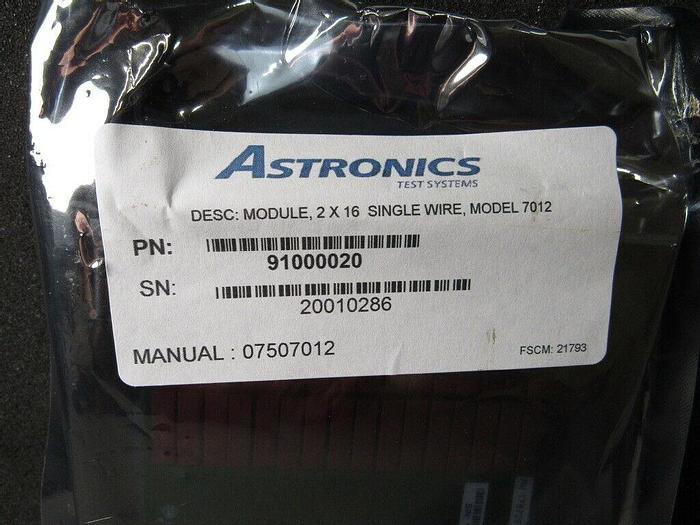 ASTRONICS
TEST SYSTEMS
DESC: MODULE, 2 X 16 SINGLE WIRE, MODEL 7012
PN:
91000020
SN:
20010286
MANUAL : 07507012
FSCM: 21793